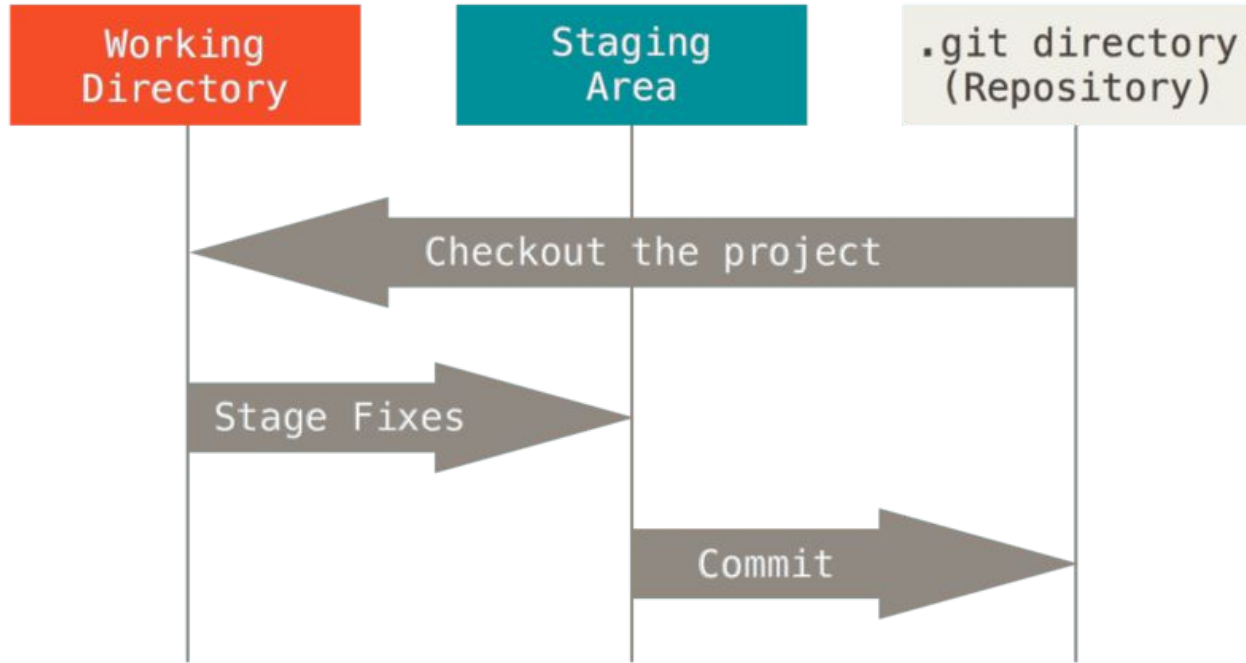 Working
Directory
Staging
Area
.git directory
(Repository)
Checkout the project
Stage Fixes
Commit